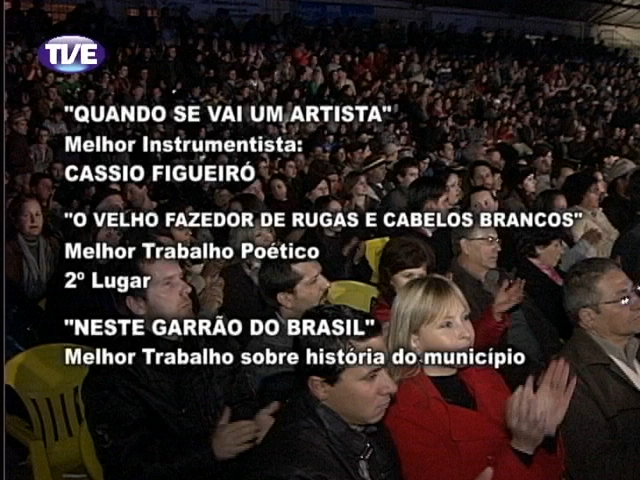 TVE
"QUANDO SE VAI UM ARTISTA"
Melhor Instrumentista:
CASSIO FIGUEIRÓ
"O VELHO FAZEDOR DE RUGAS E CABELOS BRANCOS"
Melhor Trabalho Poético
2º Lugar
"NESTE GARRÃO DO BRASIL"
Melhor Trabalho sobre história do município